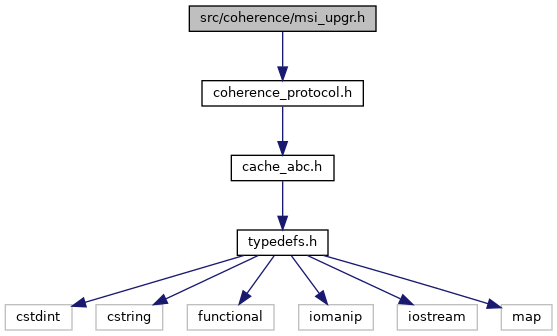 src/coherence/msi_upgr.h
coherence_protocol.h
cache_abc.h
typedefs.h
cstdint cstring functional iomanip iostream map